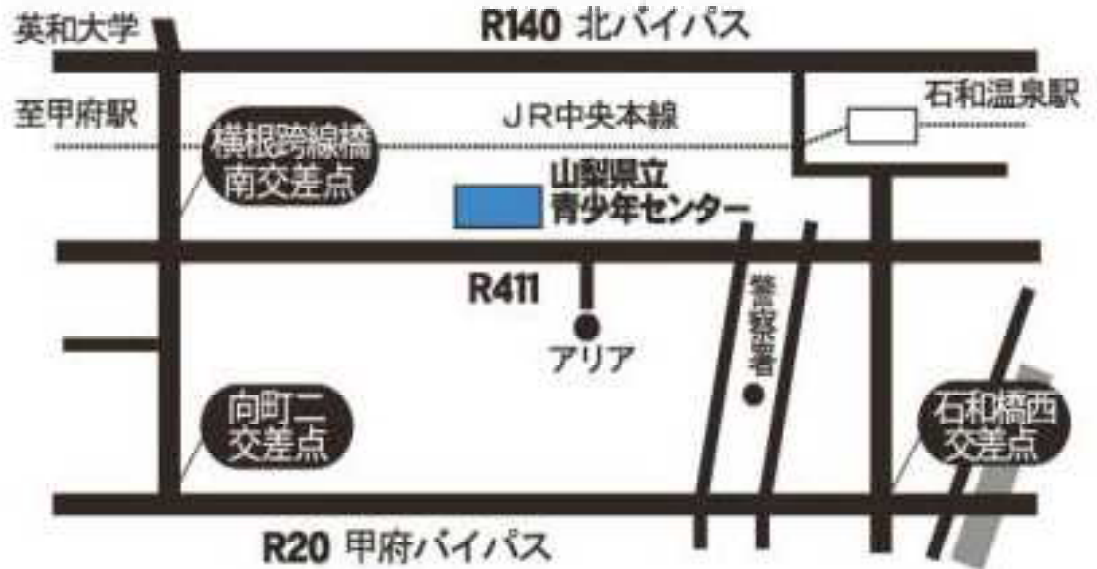 英和大学
R140 北バイパス
至甲府駅
JR中央本線
石和温泉駅
横根跨線橋
南交差点
山梨県立
青少年センター
R411
アリア
警察署
向町二
交差点
石和橋西
交差点
R20 甲府バイパス